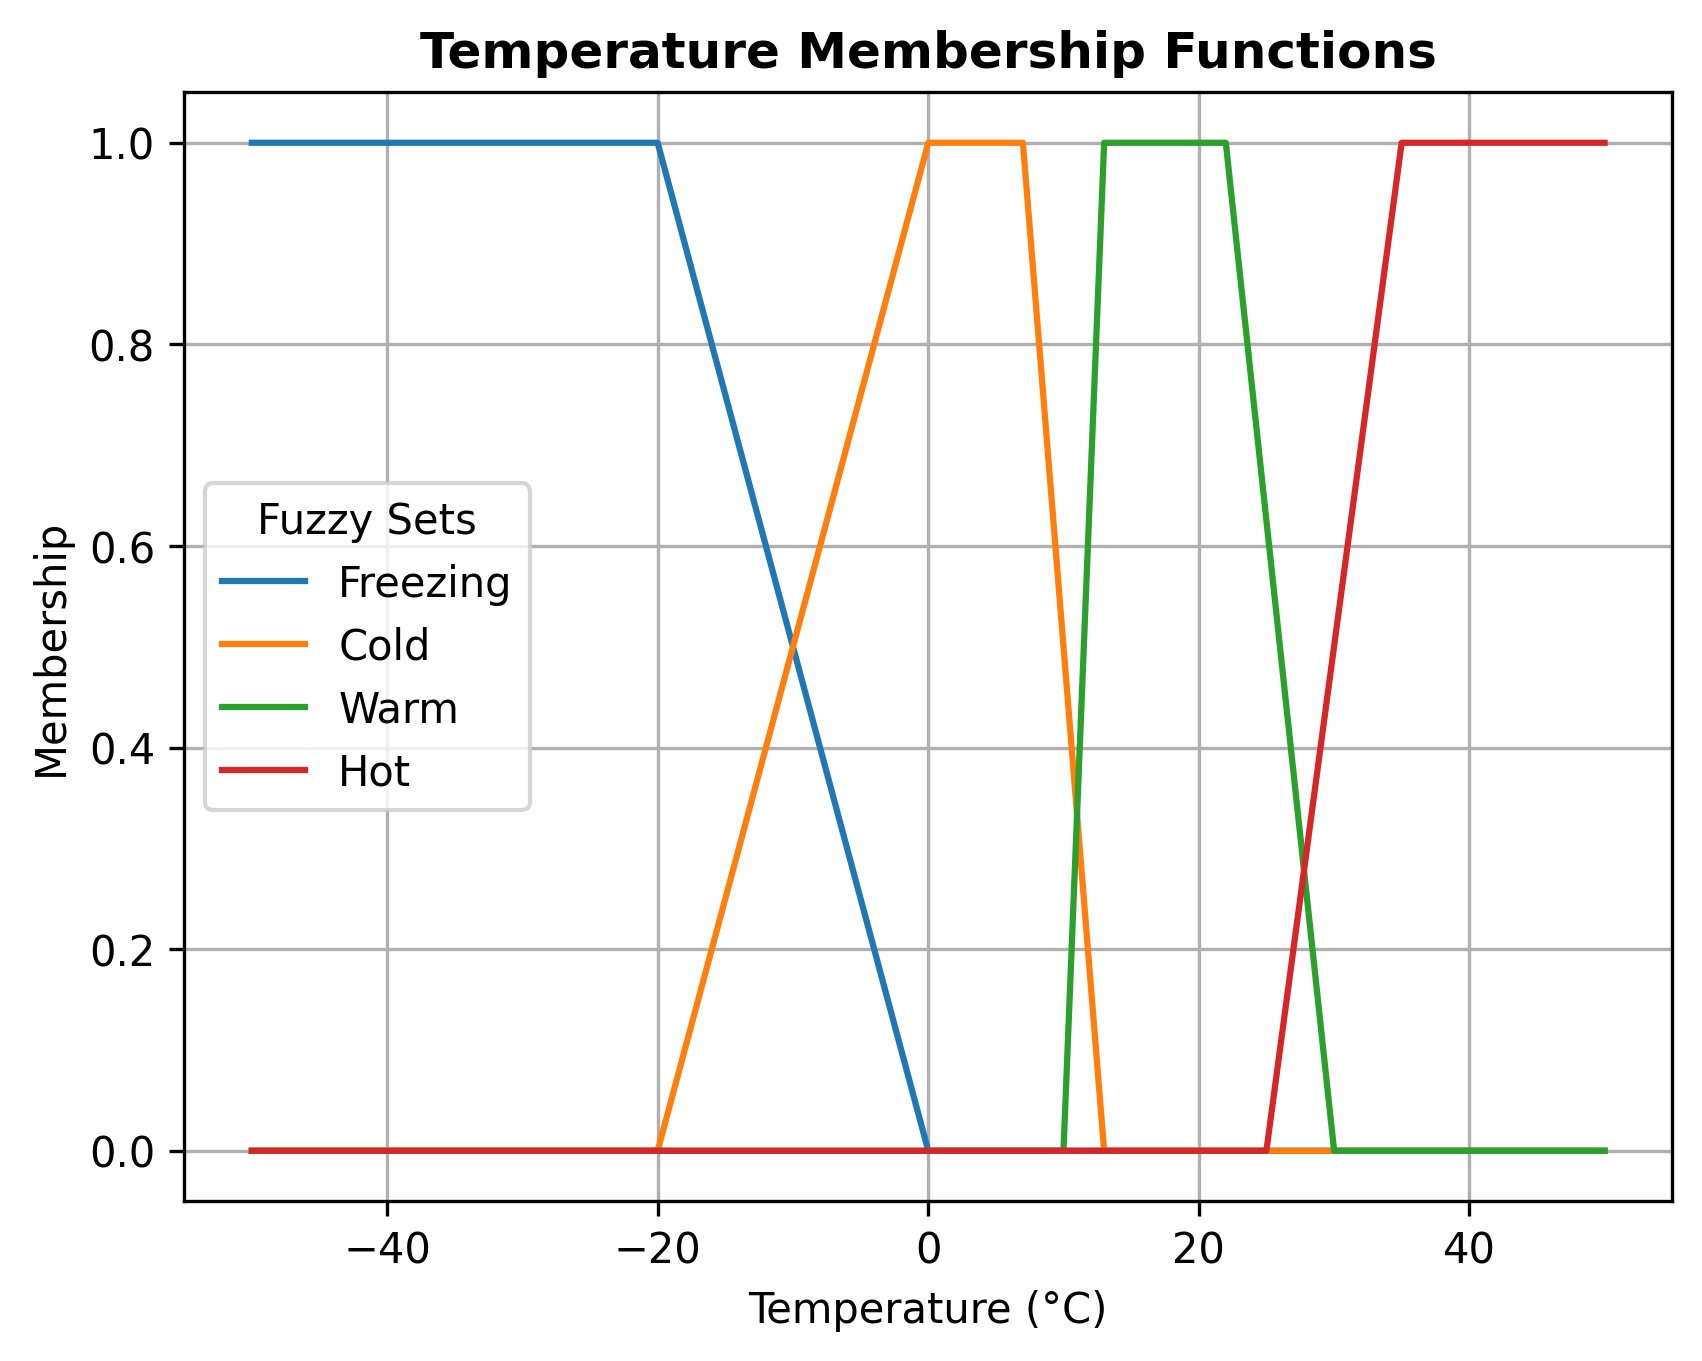 Temperature Membership Functions
1.0
0.8
0.6
0.4
0.2
0.0
Membership
Fuzzy Sets
Freezing
Cold
Warm
Hot
−40 −20 0 20 40
Temperature (°C)